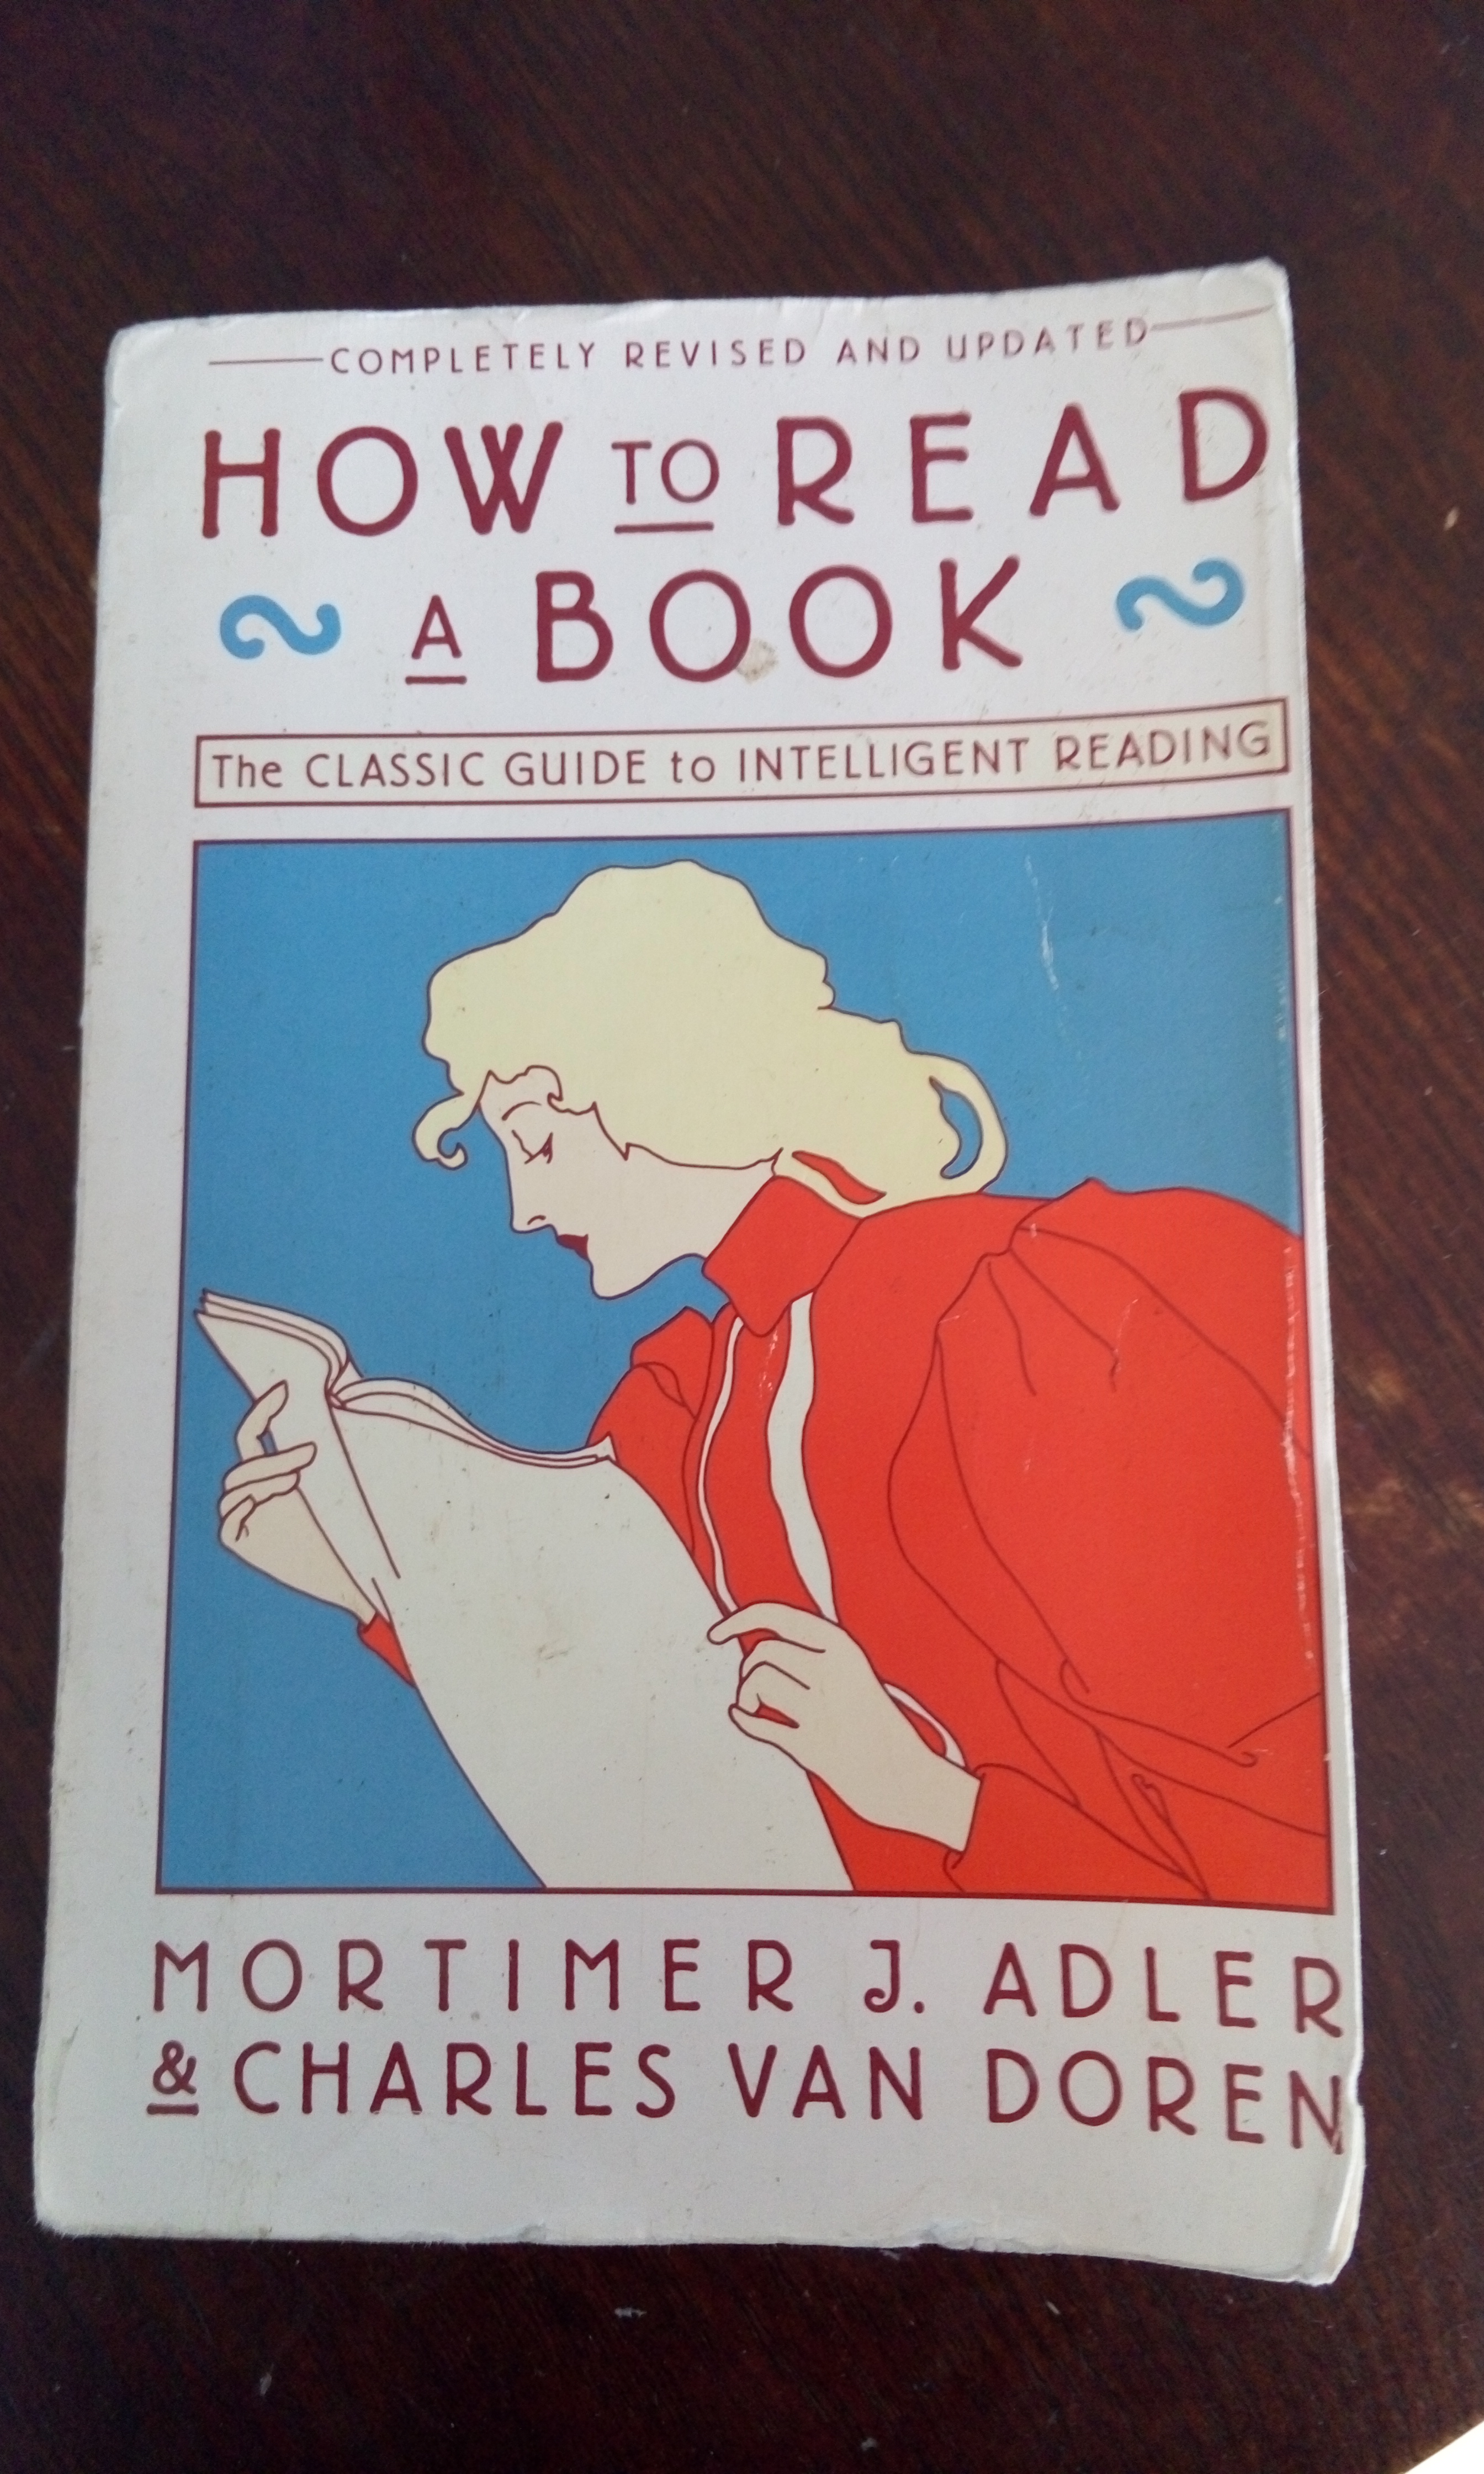 COMPLETELY REVISED AND UPDATED
HOW TO READ
A BOOK
The CLASSIC GUIDE to INTELLIGENT READING
MORTIMER J. ADLER
& CHARLES VAN DOREN